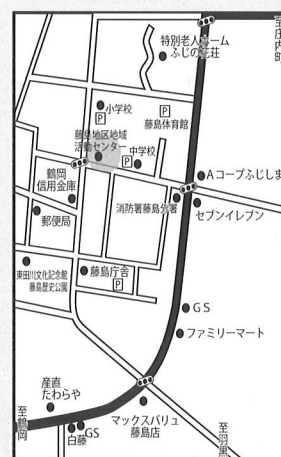 至庄内町
特別老人ホーム
ふじの花荘
小学校
P
P
藤島体育館
藤島地区地域
活動センター
P
中学校
Aコープふじしま
鶴岡
信用金庫
消防署藤島分署
セブンイレブン
郵便局
東田川文化記念館
藤島歴史公園
藤島庁舎
P
GS
ファミリーマート
産直
たわらや
マックスバリュ
藤島店
至鶴岡
白藤
GS
至羽黒